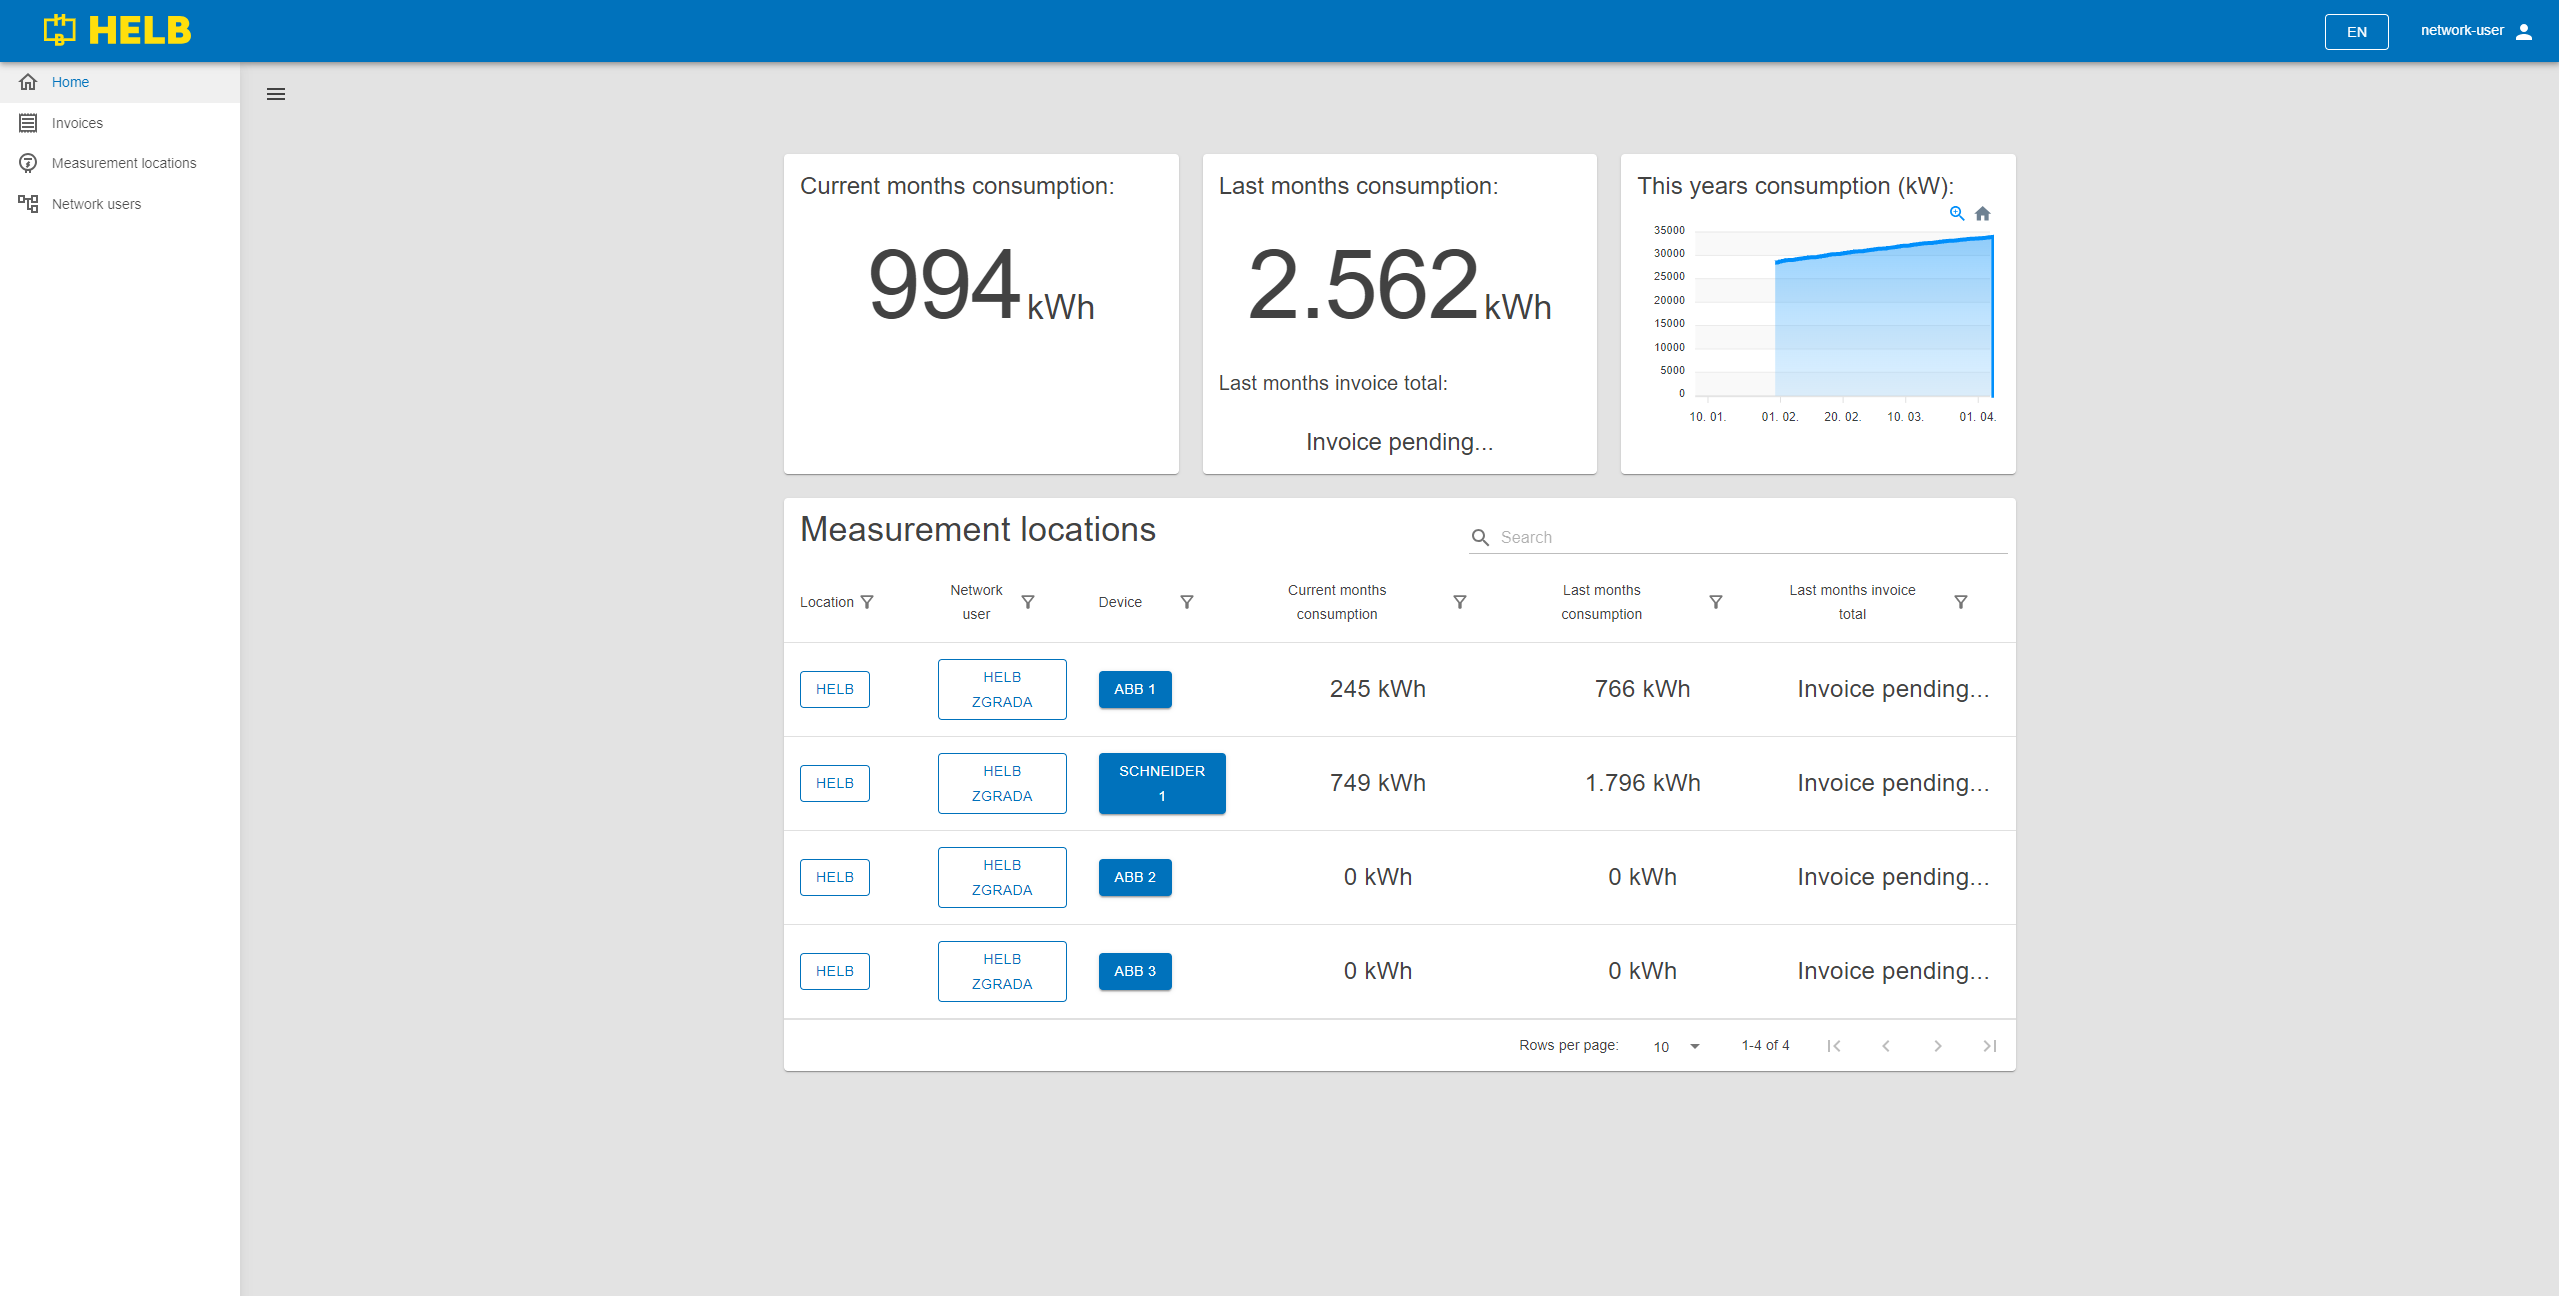 HELB
EN
network-user
Home
Invoices
Measurement locations
Network users
Current months consumption:
994 kWh
Last months consumption:
2.562 kWh
Last months invoice total:
Invoice pending...
This years consumption (kW):
35000
30000
25000
20000
15000
10000
5000
0
10. 01. 01. 02. 20. 02. 10. 03. 01. 04.
Measurement locations
Search
Location
Network
user
Device
Current months
consumption
Last months
consumption
Last months invoice
total
HELB
HELB
ZGRADA
ABB 1
245 kWh
766 kWh
Invoice pending...
HELB
HELB
ZGRADA
SCHNEIDER
1
749 kWh
1.796 kWh
Invoice pending...
HELB
HELB
ZGRADA
ABB 2
0 kWh
0 kWh
Invoice pending...
HELB
HELB
ZGRADA
ABB 3
0 kWh
0 kWh
Invoice pending...
Rows per page: 10 1-4 of 4